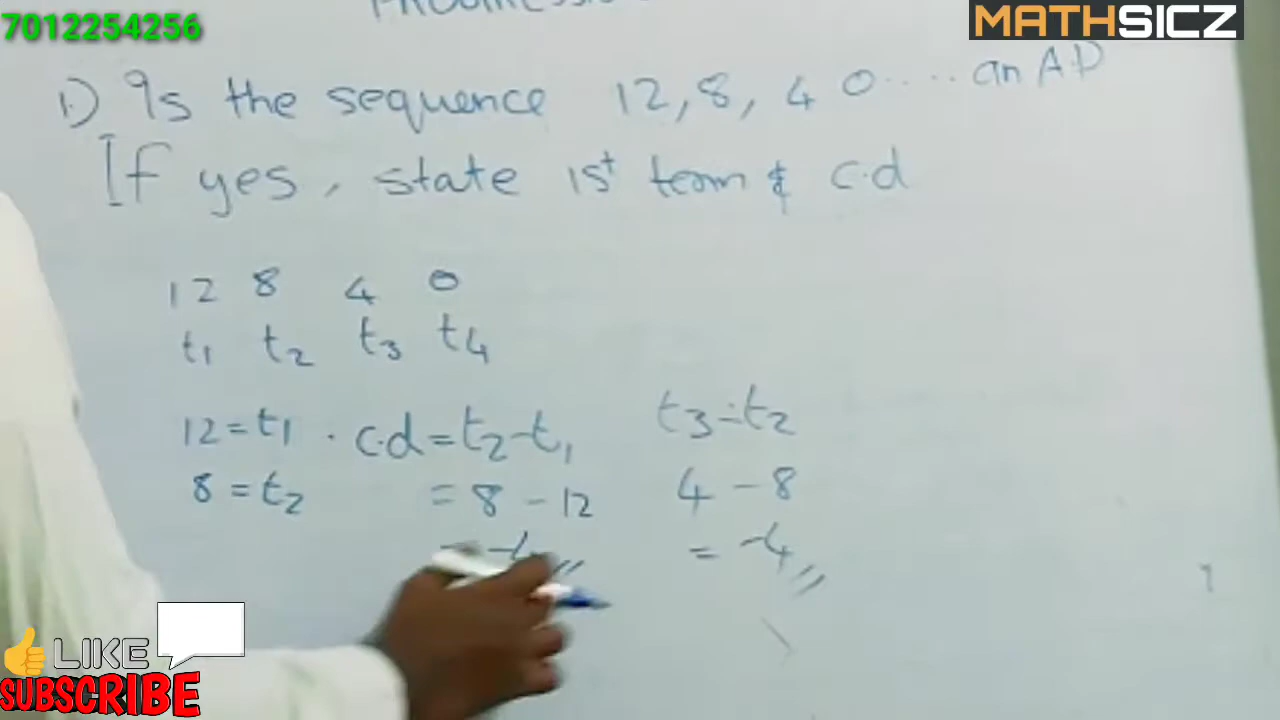 7012254256
MATHSICZ
1.) Is the sequence 12, 8, 4 0 .... an A.P
If yes, state 1st term & c.d
12 8 4 0
t1 t2 t3 t4
12 = t1 . c.d = t2 - t1 t3 - t2
8 = t2 = 8 - 12 4 - 8
= -4 = -4
LIKE
SUBSCRIBE